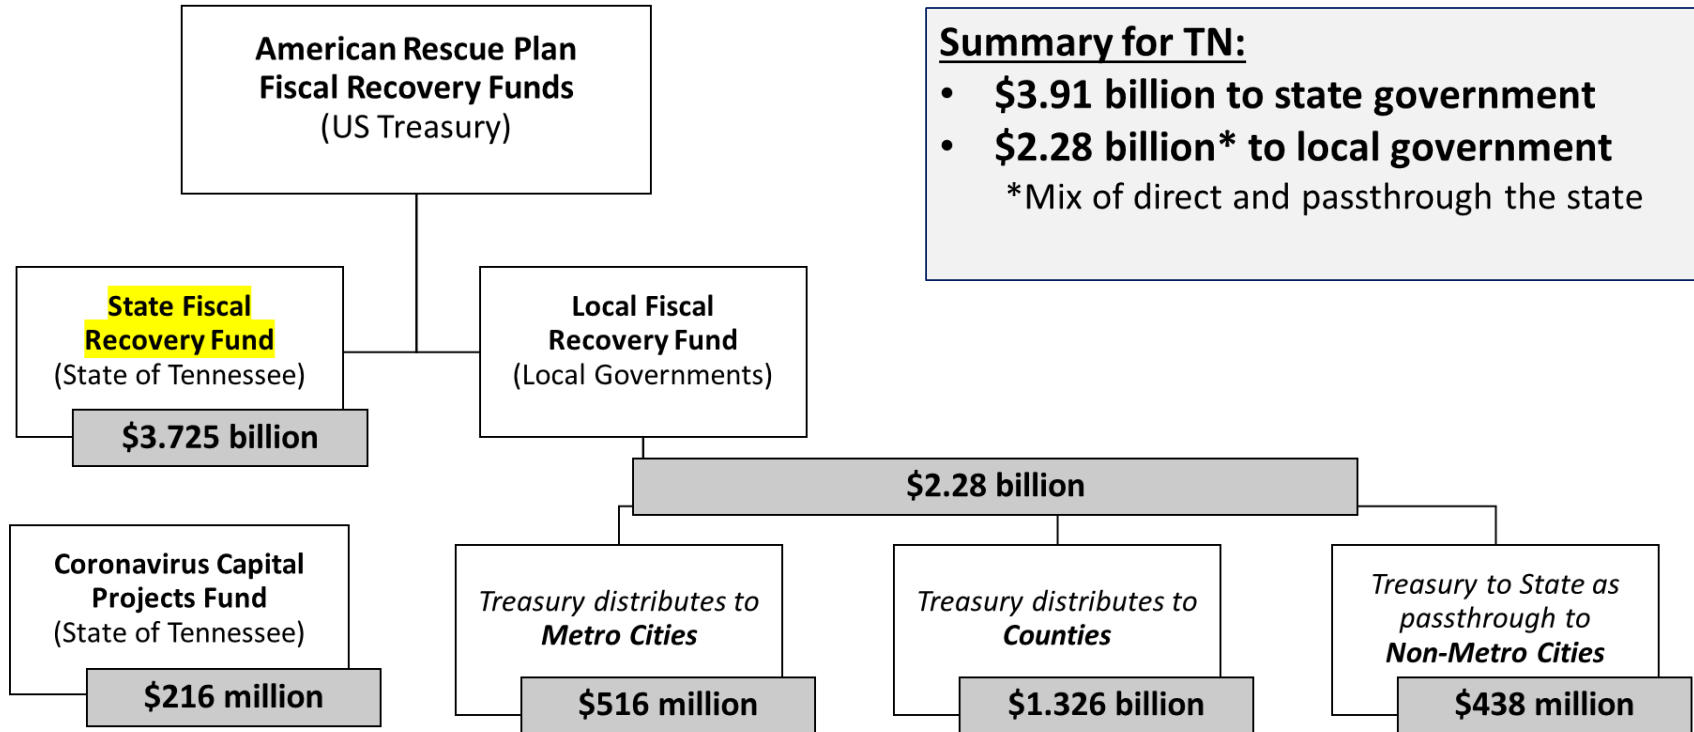 American Rescue Plan
Fiscal Recovery Funds
(US Treasury)
Summary for TN:
• $3.91 billion to state government
• $2.28 billion* to local government
*Mix of direct and passthrough the state
State Fiscal
Recovery Fund
(State of Tennessee)
$3.725 billion
Local Fiscal
Recovery Fund
(Local Governments)
$2.28 billion
Coronavirus Capital
Projects Fund
(State of Tennessee)
$216 million
Treasury distributes to
Metro Cities
$516 million
Treasury distributes to
Counties
$1.326 billion
Treasury to State as
passthrough to
Non-Metro Cities
$438 million